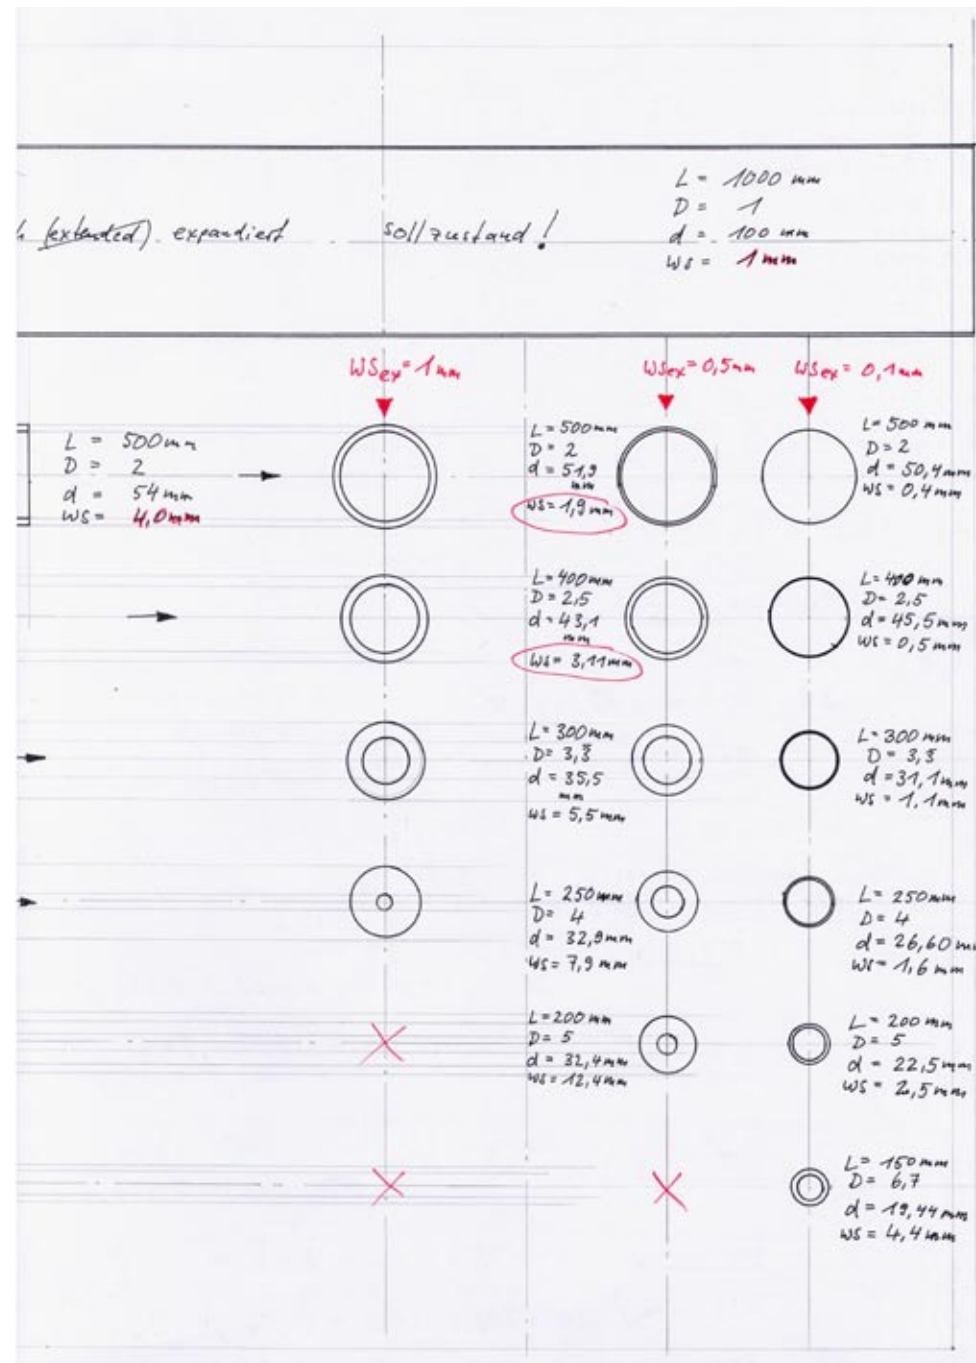 L = 1000 mm
D = 1
d = 100 mm
WS = 1 mm
(extended) expandiert sollzustand!
WSex = 1 mm
WSex = 0,5 mm
WSex = 0,1 mm
L = 500 mm
D = 2
d = 54 mm
WS = 4,0 mm
L = 500 mm
D = 2
d = 51,9
mm
WS = 1,9 mm
L = 500 mm
D = 2
d = 50,4 mm
WS = 0,4 mm
L = 400 mm
D = 2,5
d = 43,1
mm
WS = 3,11 mm
L = 400 mm
D = 2,5
d = 45,5 mm
WS = 0,5 mm
L = 300 mm
D = 3,3
d = 35,5
mm
WS = 5,5 mm
L = 300 mm
D = 3,3
d = 31,1 mm
WS = 1,1 mm
L = 250 mm
D = 4
d = 32,9 mm
WS = 7,9 mm
L = 250 mm
D = 4
d = 26,60 mm
WS = 1,6 mm
L = 200 mm
D = 5
d = 32,4 mm
WS = 12,4 mm
L = 200 mm
D = 5
d = 22,5 mm
WS = 2,5 mm
L = 150 mm
D = 6,7
d = 19,44 mm
WS = 4,4 mm